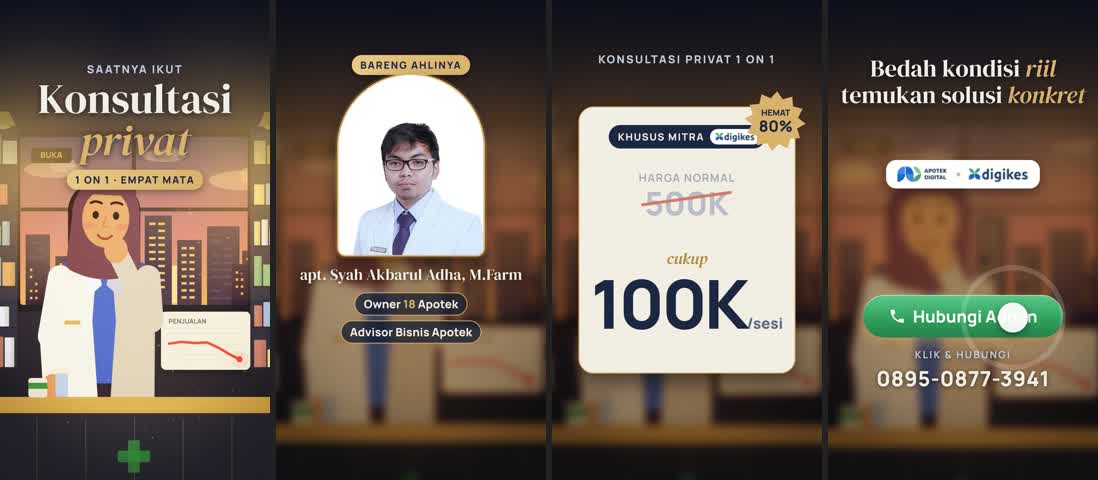 SAATNYA IKUT
Konsultasi
privat
1 ON 1 · EMPAT MATA
BUKA
PENJUALAN
BARENG AHLINYA
apt. Syah Akbarul Adha, M.Farm
Owner 18 Apotek
Advisor Bisnis Apotek
KONSULTASI PRIVAT 1 ON 1
HEMAT
80%
KHUSUS MITRA digikes
HARGA NORMAL
500K
cukup
100K/sesi
Bedah kondisi riil
temukan solusi konkret
APOTEK
DIGITAL × digikes
Hubungi
KLIK & HUBUNGI
0895-0877-3941